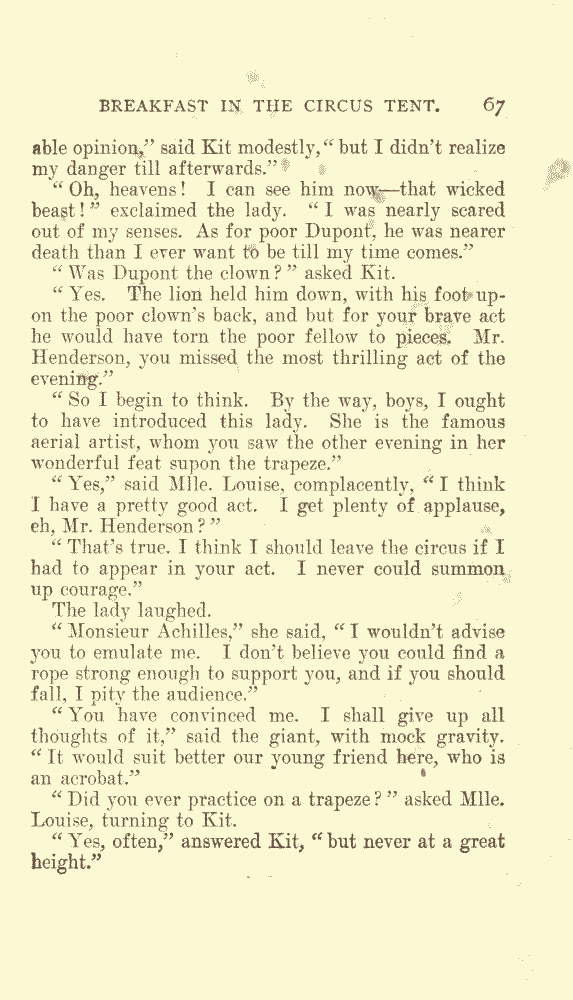 BREAKFAST IN THE CIRCUS TENT. 67
able opinion," said Kit modestly, "but I didn't realize
my danger till afterwards."
"Oh, heavens! I can see him now—that wicked
beast!" exclaimed the lady. "I was nearly scared
out of my senses. As for poor Dupont, he was nearer
death than I ever want to be till my time comes."
"Was Dupont the clown?" asked Kit.
"Yes. The lion held him down, with his foot up-
on the poor clown's back, and but for your brave act
he would have torn the poor fellow to pieces. Mr.
Henderson, you missed the most thrilling act of the
evening."
"So I begin to think. By the way, boys, I ought
to have introduced this lady. She is the famous
aerial artist, whom you saw the other evening in her
wonderful feat supon the trapeze."
"Yes," said Mlle. Louise, complacently, "I think
I have a pretty good act. I get plenty of applause,
eh, Mr. Henderson?"
"That's true. I think I should leave the circus if I
had to appear in your act. I never could summon
up courage."
The lady laughed.
"Monsieur Achilles," she said, "I wouldn't advise
you to emulate me. I don't believe you could find a
rope strong enough to support you, and if you should
fall, I pity the audience."
"You have convinced me. I shall give up all
thoughts of it," said the giant, with mock gravity.
"It would suit better our young friend here, who is
an acrobat."
"Did you ever practice on a trapeze?" asked Mlle.
Louise, turning to Kit.
"Yes, often," answered Kit, "but never at a great
height."